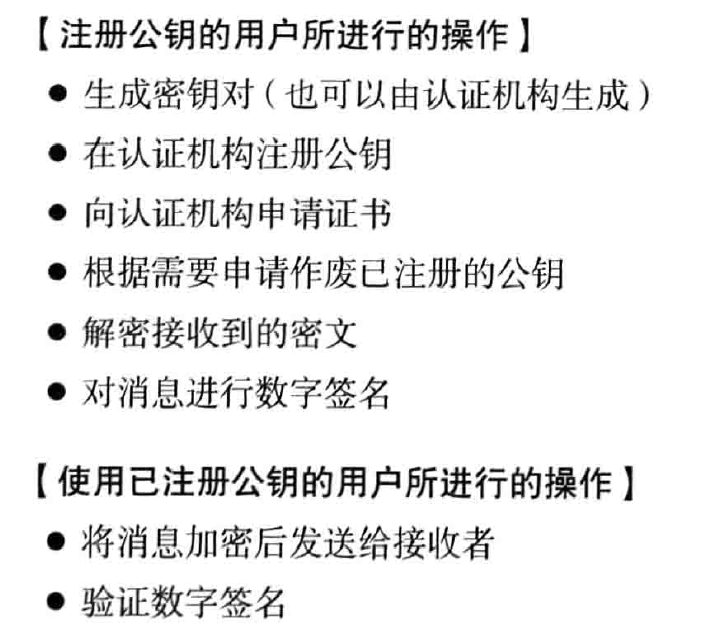 【注册公钥的用户所进行的操作】
● 生成密钥对（也可以由认证机构生成）
● 在认证机构注册公钥
● 向认证机构申请证书
● 根据需要申请作废已注册的公钥
● 解密接收到的密文
● 对消息进行数字签名
【使用已注册公钥的用户所进行的操作】
● 将消息加密后发送给接收者
● 验证数字签名